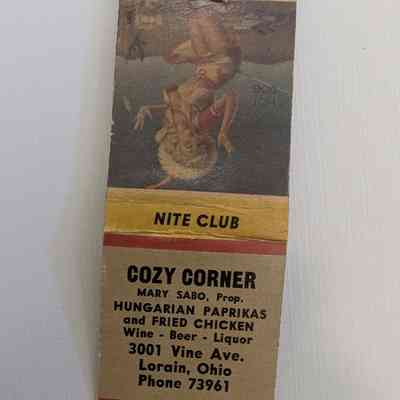 NITE CLUB
COZY CORNER
MARY SABO, Prop.
HUNGARIAN PAPRIKAS
and FRIED CHICKEN
Wine - Beer - Liquor
3001 Vine Ave.
Lorain, Ohio
Phone 73961